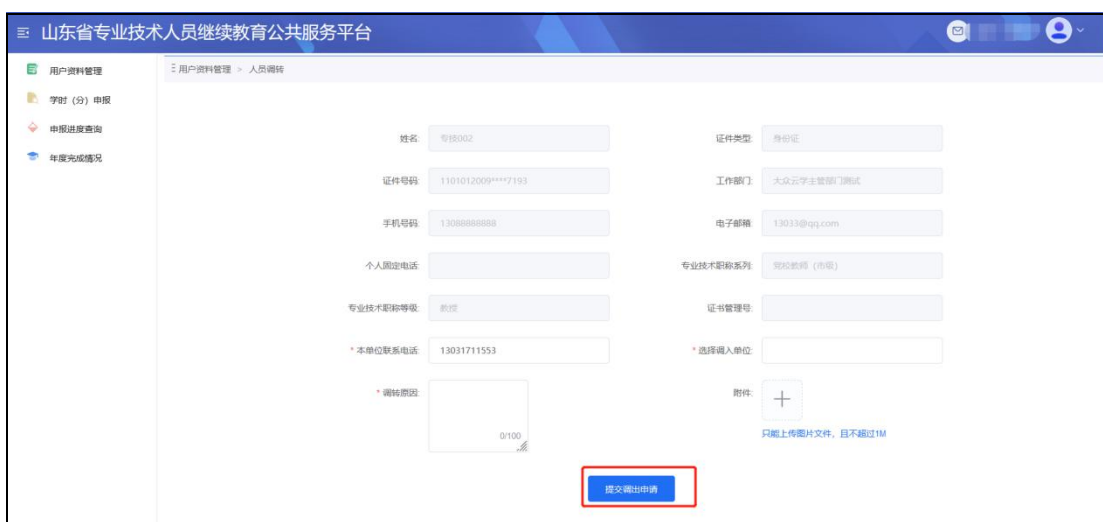 山东省专业技术人员继续教育公共服务平台
用户资料管理
用户资料管理 > 人员调转
学时（分）申报
申报进度查询
年度完成情况
姓名: 专技002 证件类型: 身份证
证件号码: 1101012009****7193 工作部门: 大众云学主管部门测试
手机号码: 13088888888 电子邮箱: 13033@qq.com
个人固定电话: 专业技术职称系列: 党校教师（市级）
专业技术职称等级: 教授 证书管理号:
* 本单位联系电话: 13031711553 * 选择调入单位:
* 调转原因: 附件:
0/100 只能上传图片文件，且不超过1M
提交调出申请